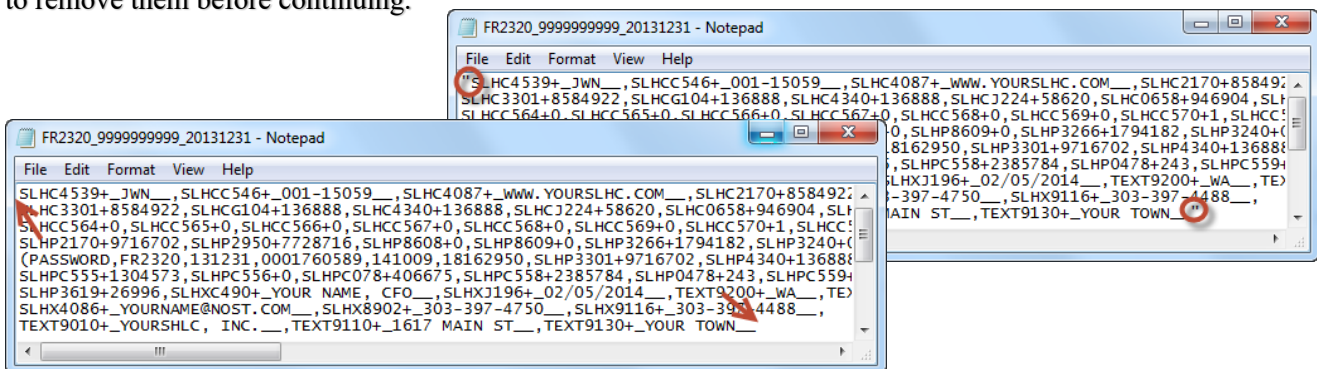 to remove them before continuing.
FR2320_9999999999_20131231 - Notepad
File Edit Format View Help
"SLHC4539+_JWN__,SLHCC546+_001-15059__,SLHC4087+_WWW.YOURSLHC.COM__,SLHC2170+858492
SLHC3301+8584922,SLHCG104+136888,SLHC4340+136888,SLHCJ224+58620,SLHC0658+946904,SLH
SLHCC564+0,SLHCC565+0,SLHCC566+0,SLHCC567+0,SLHCC568+0,SLHCC569+0,SLHCC570+1,SLHCC5
+0,SLHP8609+0,SLHP3266+1794182,SLHP3240+(
18162950,SLHP3301+9716702,SLHP4340+136888
,SLHPC558+2385784,SLHP0478+243,SLHPC559+
SLHXJ196+_02/05/2014__,TEXT9200+_WA__,TEX
3-397-4750__,SLHX9116+_303-397-4488__,
MAIN ST__,TEXT9130+_YOUR TOWN__"
FR2320_9999999999_20131231 - Notepad
File Edit Format View Help
SLHC4539+_JWN__,SLHCC546+_001-15059__,SLHC4087+_WWW.YOURSLHC.COM__,SLHC2170+8584922
SLHC3301+8584922,SLHCG104+136888,SLHC4340+136888,SLHCJ224+58620,SLHC0658+946904,SLH
SLHCC564+0,SLHCC565+0,SLHCC566+0,SLHCC567+0,SLHCC568+0,SLHCC569+0,SLHCC570+1,SLHCC5
SLHP2170+9716702,SLHP2950+7728716,SLHP8608+0,SLHP8609+0,SLHP3266+1794182,SLHP3240+(
(PASSWORD,FR2320,131231,0001760589,141009,18162950,SLHP3301+9716702,SLHP4340+136888
SLHPC555+1304573,SLHPC556+0,SLHPC078+406675,SLHPC558+2385784,SLHP0478+243,SLHPC559+
SLHP3619+26996,SLHXC490+_YOUR NAME, CFO__,SLHXJ196+_02/05/2014__,TEXT9200+_WA__,TEX
SLHX4086+_YOURNAME@NOST.COM__,SLHX8902+_303-397-4750__,SLHX9116+_303-397-4488__,
TEXT9010+_YOURSHLC, INC.__,TEXT9110+_1617 MAIN ST__,TEXT9130+_YOUR TOWN__